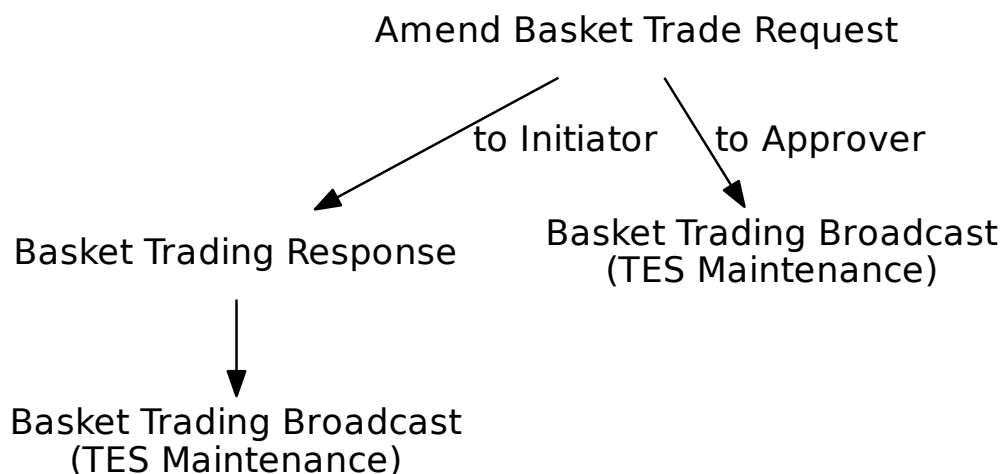 Amend Basket Trade Request
to Initiator
to Approver
Basket Trading Response
Basket Trading Broadcast
(TES Maintenance)
Basket Trading Broadcast
(TES Maintenance)